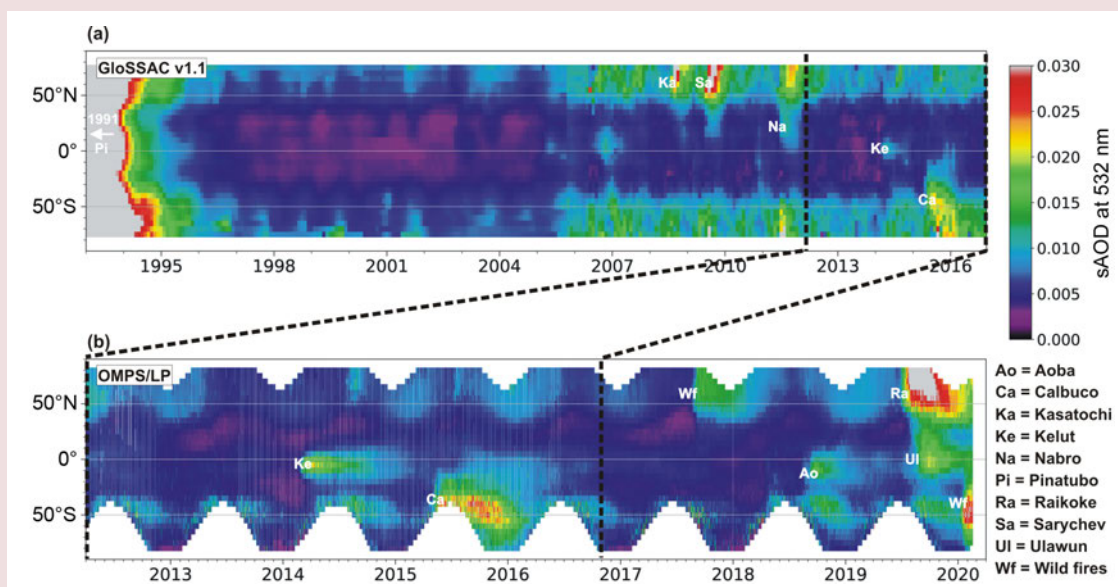 (a)
GloSSAC v1.1
50°N
0°
50°S
1991
Pi
Ka
Sa
Na
Ke
Ca
1995
1998
2001
2004
2007
2010
2013
2016
0.030
0.025
0.020
0.015
0.010
0.005
0.000
sAOD at 532 nm
(b)
OMPS/LP
50°N
0°
50°S
Ke
Ca
Wf
Ao
Ra
Ul
Wf
2013
2014
2015
2016
2017
2018
2019
2020
Ao = Aoba
Ca = Calbuco
Ka = Kasatochi
Ke = Kelut
Na = Nabro
Pi = Pinatubo
Ra = Raikoke
Sa = Sarychev
Ul = Ulawun
Wf = Wild fires